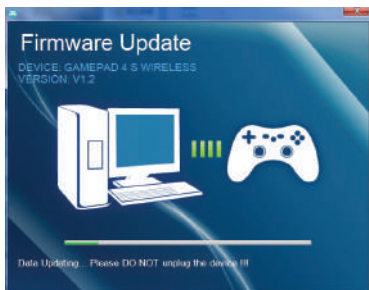 Firmware Update
DEVICE: GAMEPAD 4 S WIRELESS
VERSION: V1.2
Data Updating... Please DO NOT unplug the device !!!!